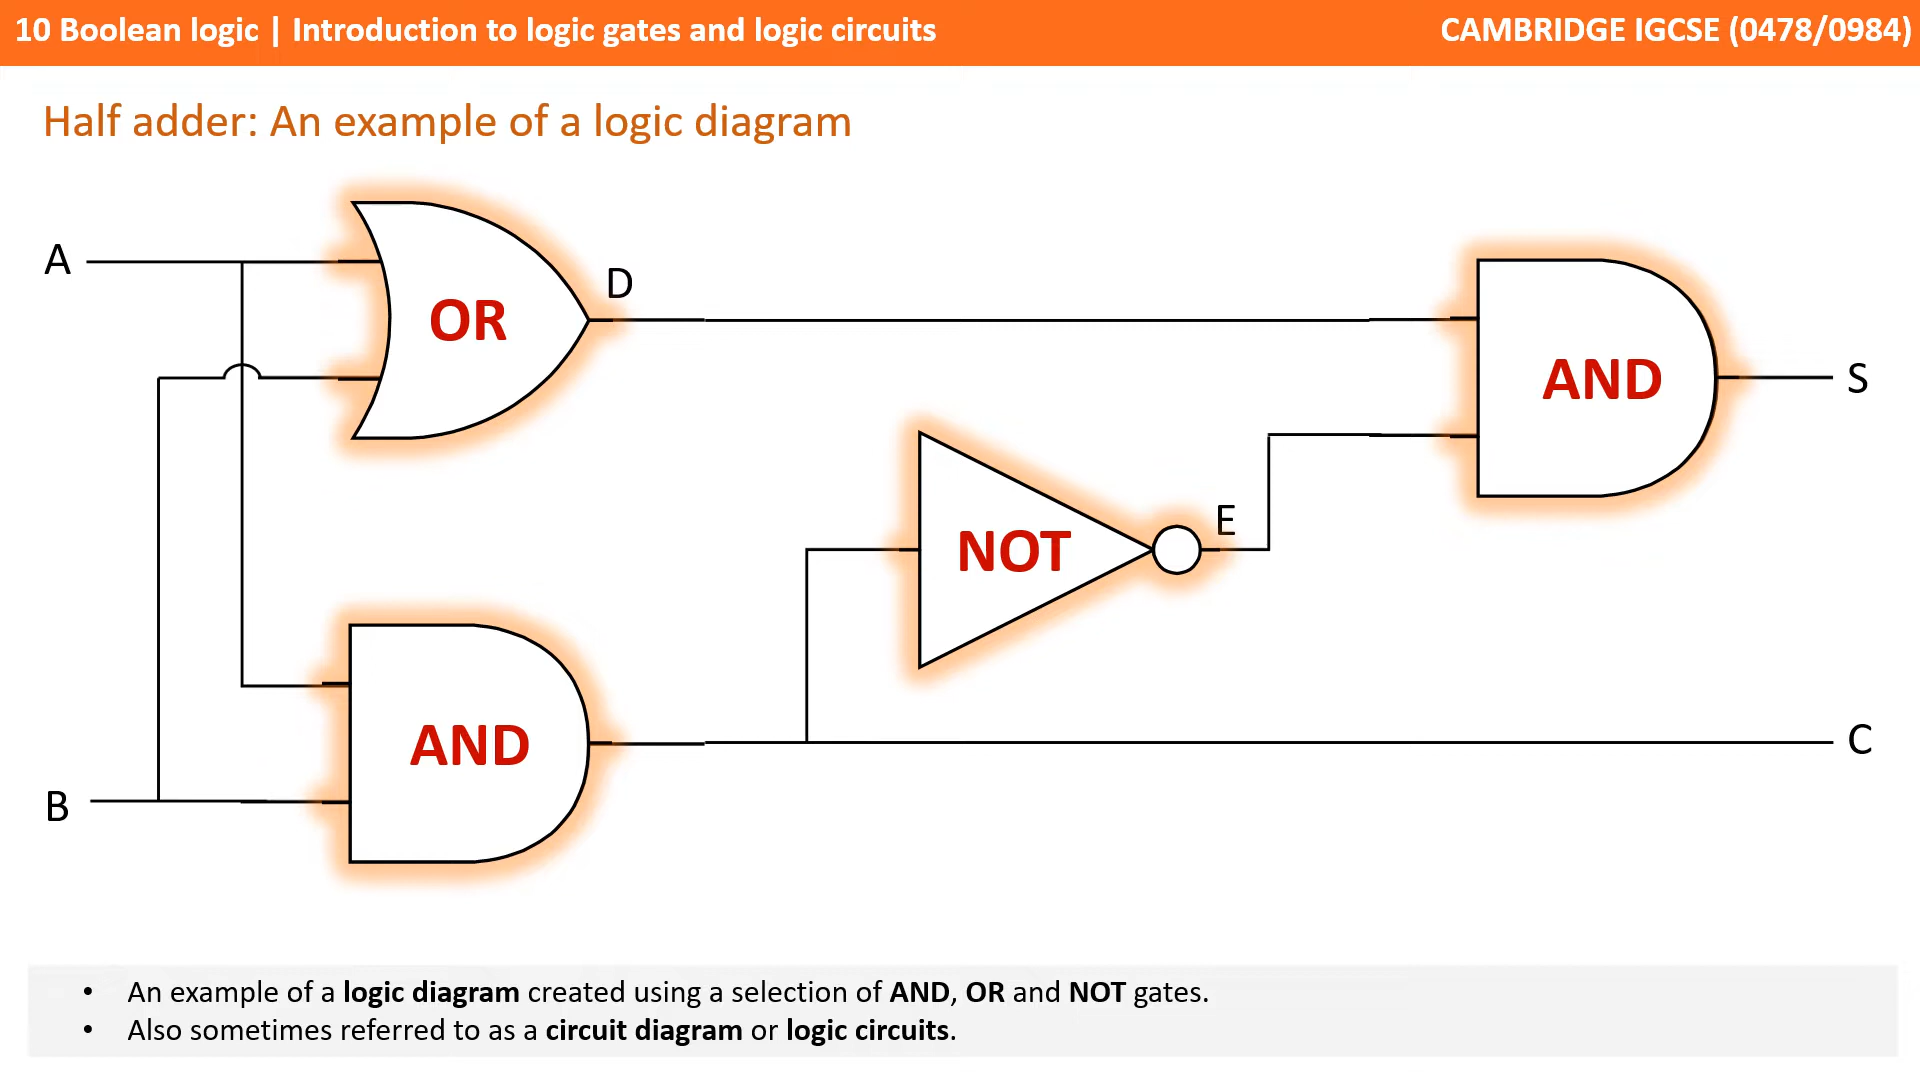 10 Boolean logic | Introduction to logic gates and logic circuits
CAMBRIDGE IGCSE (0478/0984)
Half adder: An example of a logic diagram
A
OR
D
AND
S
NOT
E
AND
C
B
• An example of a logic diagram created using a selection of AND, OR and NOT gates.
• Also sometimes referred to as a circuit diagram or logic circuits.